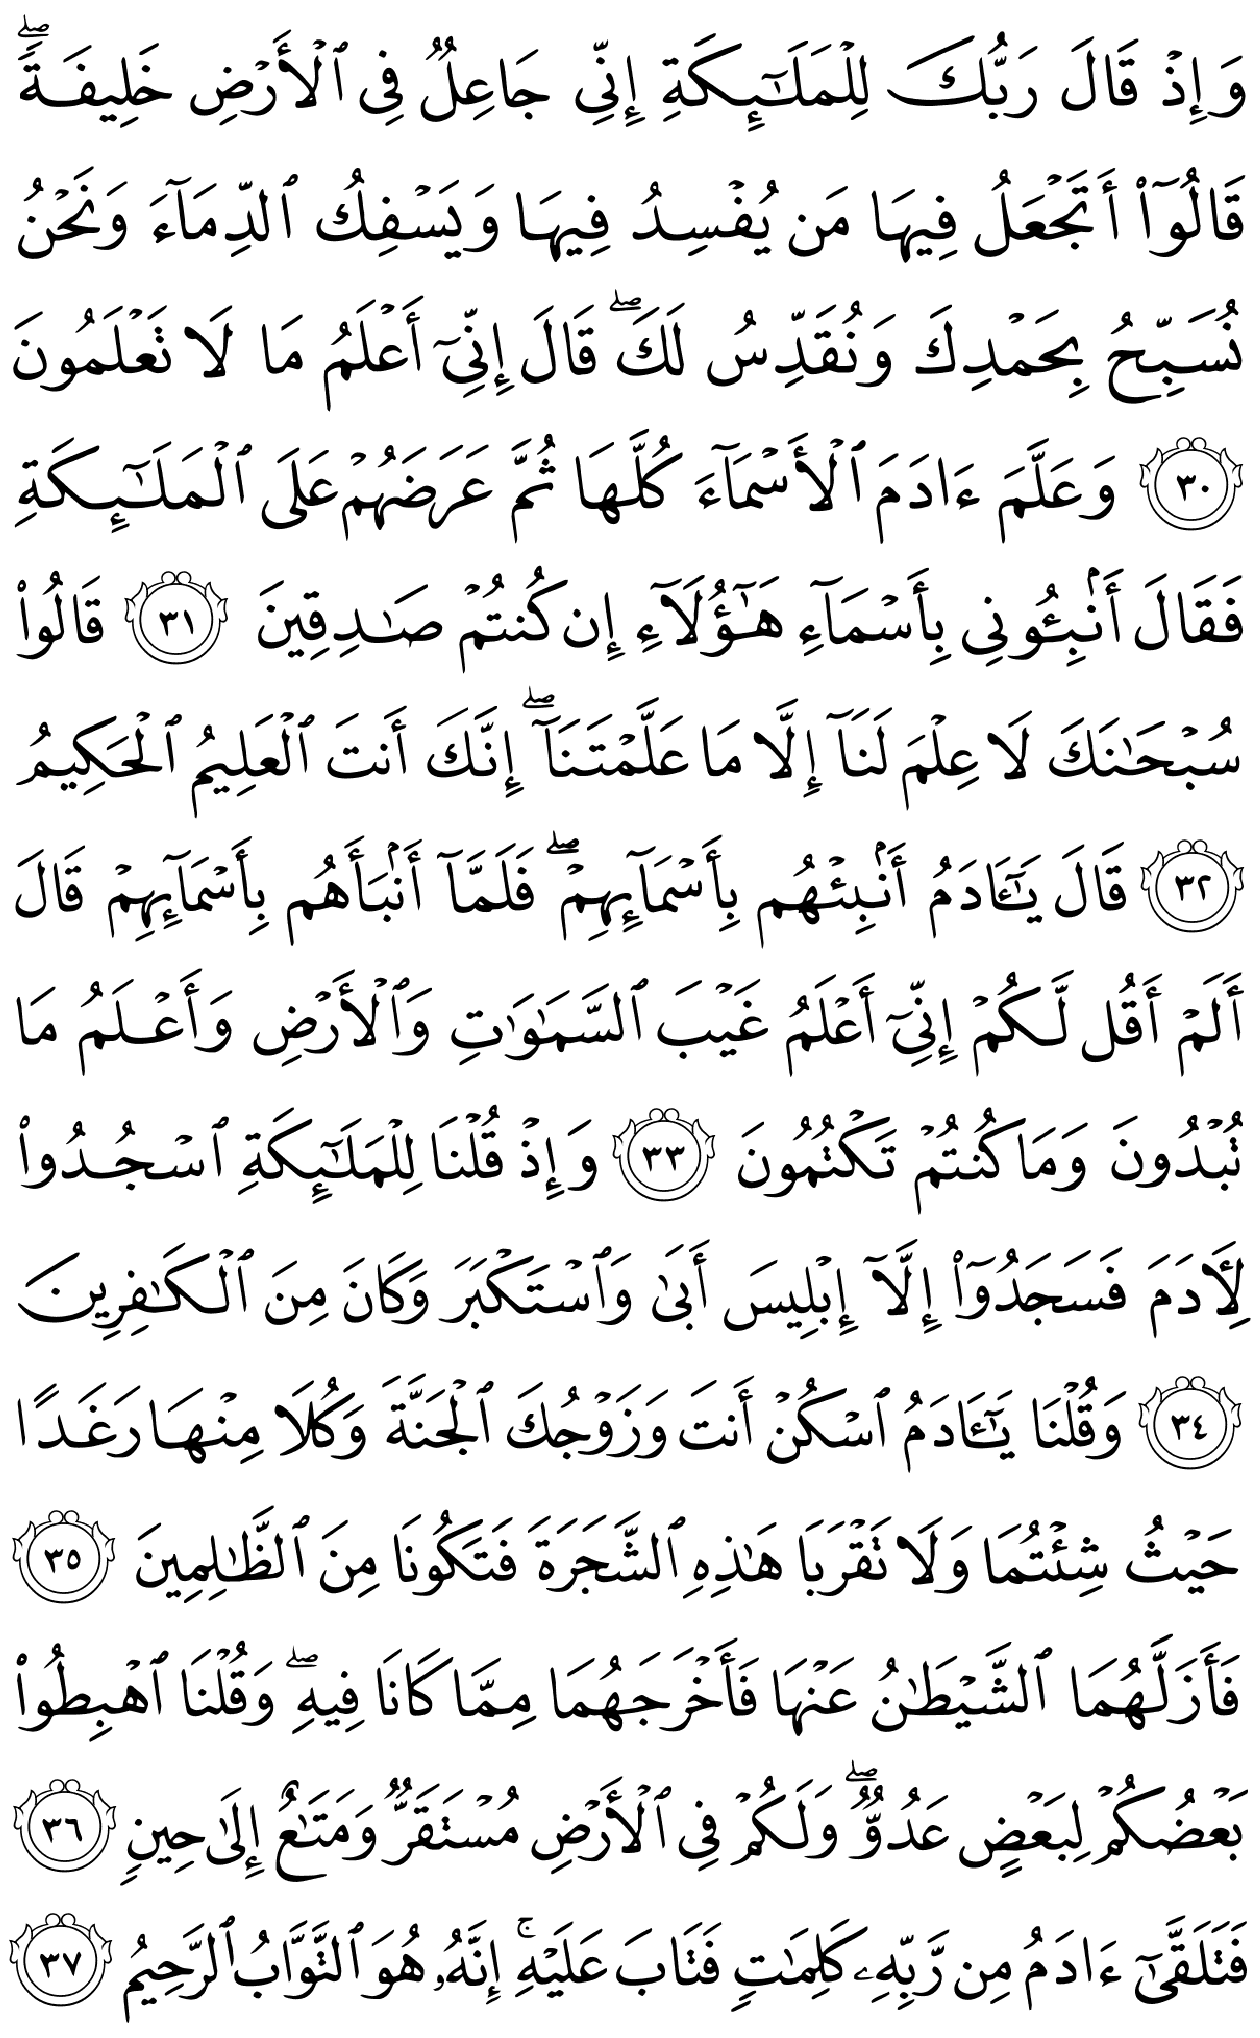 وَإِذْ قَالَ رَبُّكَ لِلْمَلَٰٓئِكَةِ إِنِّي جَاعِلٌ فِي ٱلْأَرْضِ خَلِيفَةًۖ
قَالُوٓا۟ أَتَجْعَلُ فِيهَا مَن يُفْسِدُ فِيهَا وَيَسْفِكُ ٱلدِّمَآءَ وَنَحْنُ
نُسَبِّحُ بِحَمْدِكَ وَنُقَدِّسُ لَكَۖ قَالَ إِنِّيٓ أَعْلَمُ مَا لَا تَعْلَمُونَ
٣٠ وَعَلَّمَ ءَادَمَ ٱلْأَسْمَآءَ كُلَّهَا ثُمَّ عَرَضَهُمْ عَلَى ٱلْمَلَٰٓئِكَةِ
فَقَالَ أَنۢبِـُٔونِي بِأَسْمَآءِ هَٰٓؤُلَآءِ إِن كُنتُمْ صَٰدِقِينَ ٣١ قَالُوا۟
سُبْحَٰنَكَ لَا عِلْمَ لَنَآ إِلَّا مَا عَلَّمْتَنَآۖ إِنَّكَ أَنتَ ٱلْعَلِيمُ ٱلْحَكِيمُ
٣٢ قَالَ يَٰٓـَٔادَمُ أَنۢبِئْهُم بِأَسْمَآئِهِمْۖ فَلَمَّآ أَنۢبَأَهُم بِأَسْمَآئِهِمْ قَالَ
أَلَمْ أَقُل لَّكُمْ إِنِّيٓ أَعْلَمُ غَيْبَ ٱلسَّمَٰوَٰتِ وَٱلْأَرْضِ وَأَعْلَمُ مَا
تُبْدُونَ وَمَا كُنتُمْ تَكْتُمُونَ ٣٣ وَإِذْ قُلْنَا لِلْمَلَٰٓئِكَةِ ٱسْجُدُوا۟
لِـَٔادَمَ فَسَجَدُوٓا۟ إِلَّآ إِبْلِيسَ أَبَىٰ وَٱسْتَكْبَرَ وَكَانَ مِنَ ٱلْكَٰفِرِينَ
٣٤ وَقُلْنَا يَٰٓـَٔادَمُ ٱسْكُنْ أَنتَ وَزَوْجُكَ ٱلْجَنَّةَ وَكُلَا مِنْهَا رَغَدًا
حَيْثُ شِئْتُمَا وَلَا تَقْرَبَا هَٰذِهِ ٱلشَّجَرَةَ فَتَكُونَا مِنَ ٱلظَّٰلِمِينَ ٣٥
فَأَزَلَّهُمَا ٱلشَّيْطَٰنُ عَنْهَا فَأَخْرَجَهُمَا مِمَّا كَانَا فِيهِۖ وَقُلْنَا ٱهْبِطُوا۟
بَعْضُكُمْ لِبَعْضٍ عَدُوٌّۖ وَلَكُمْ فِي ٱلْأَرْضِ مُسْتَقَرٌّ وَمَتَٰعٌ إِلَىٰ حِينٍ ٣٦
فَتَلَقَّىٰٓ ءَادَمُ مِن رَّبِّهِۦ كَلِمَٰتٍ فَتَابَ عَلَيْهِۚ إِنَّهُۥ هُوَ ٱلتَّوَّابُ ٱلرَّحِيمُ ٣٧